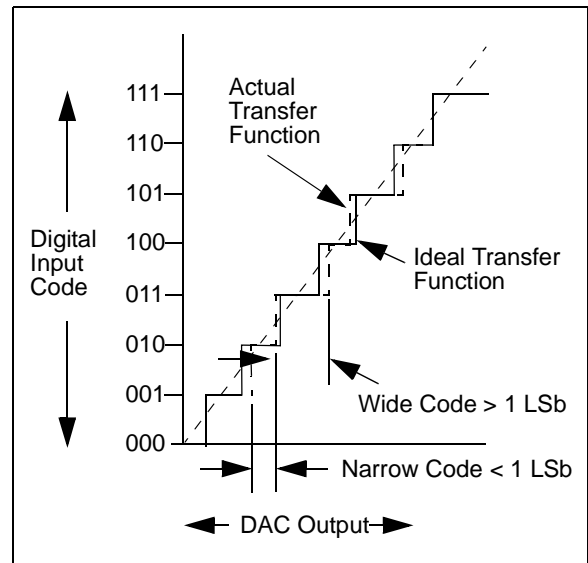 Actual
Transfer
Function
111
110
101
100
011
010
001
000
Digital
Input
Code
Ideal Transfer
Function
Wide Code > 1 LSb
Narrow Code < 1 LSb
DAC Output